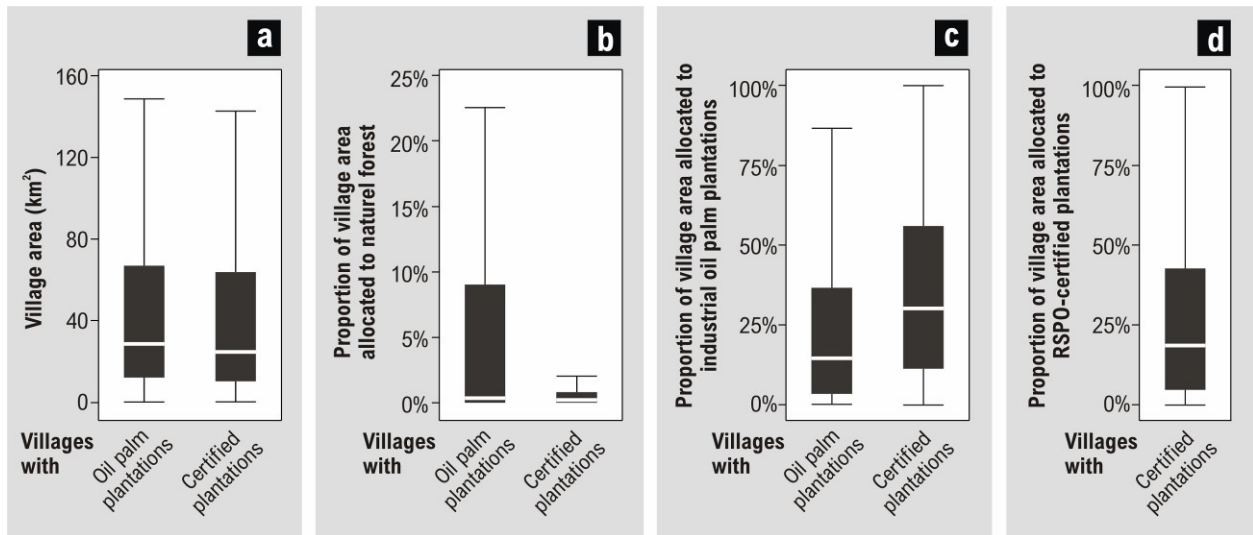 a
Village area (km²)
160
120
80
40
0
Villages
with
Oil palm
plantations
Certified
plantations
b
Proportion of village area
allocated to naturel forest
25%
20%
15%
10%
5%
0%
Villages
with
Oil palm
plantations
Certified
plantations
c
Proportion of village area allocated to
industrial oil palm plantations
100%
75%
50%
25%
0%
Villages
with
Oil palm
plantations
Certified
plantations
d
Proportion of village area allocated to
RSPO-certified plantations
100%
75%
50%
25%
0%
Villages
with
Certified
plantations